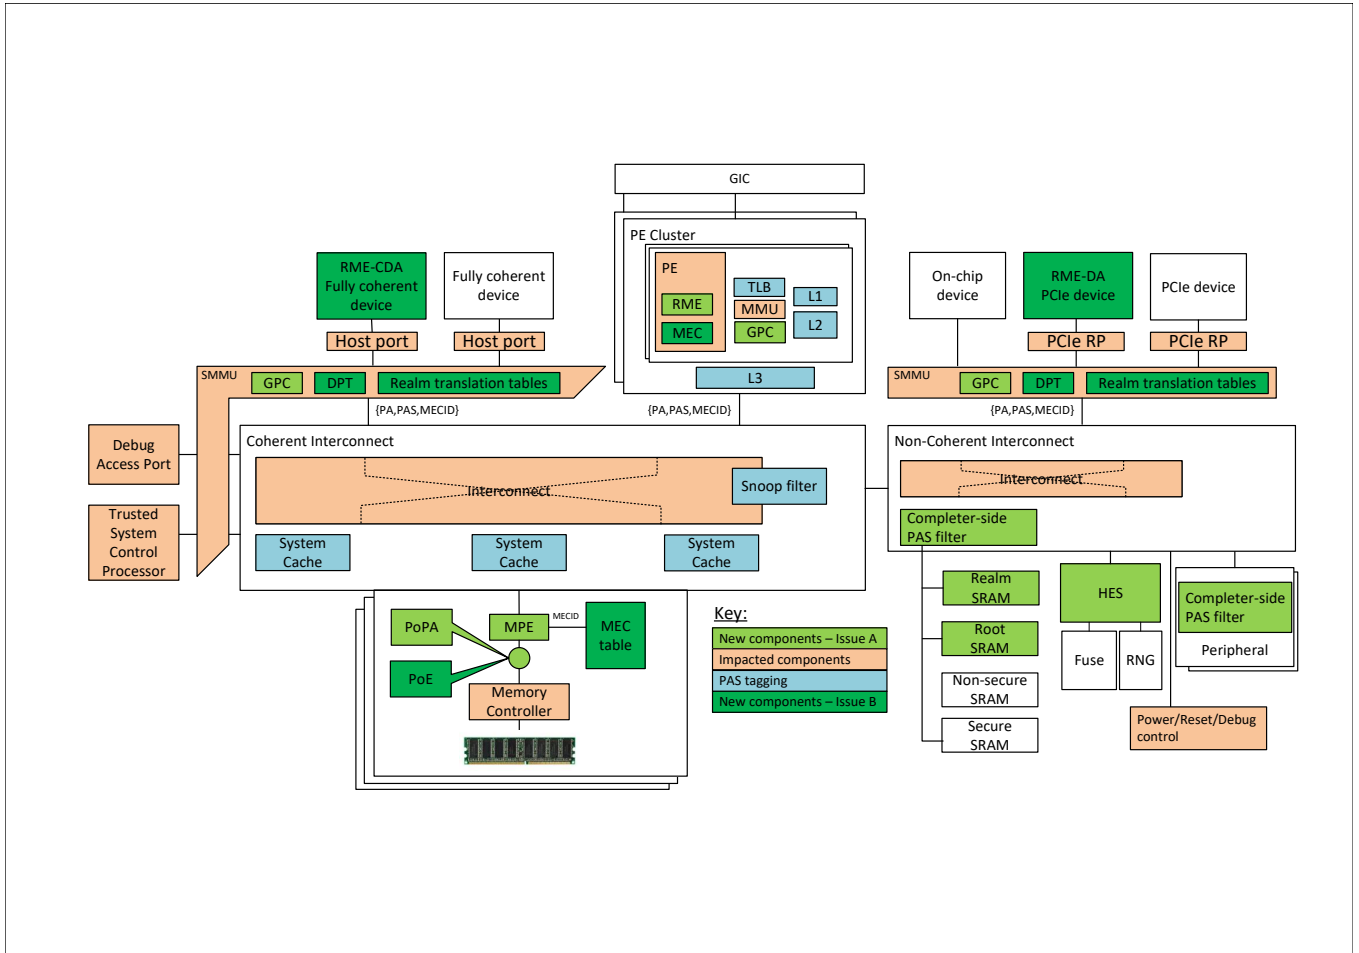 GIC
PE Cluster
PE
RME
MEC
TLB
MMU
GPC
L1
L2
L3
RME-CDA
Fully coherent
device
Fully coherent
device
Host port
Host port
SMMU
GPC
DPT
Realm translation tables
{PA,PAS,MECID}
{PA,PAS,MECID}
On-chip
device
RME-DA
PCIe device
PCIe device
PCIe RP
PCIe RP
SMMU
GPC
DPT
Realm translation tables
{PA,PAS,MECID}
Debug
Access Port
Trusted
System
Control
Processor
Coherent Interconnect
Interconnect
Snoop filter
System
Cache
System
Cache
System
Cache
Non-Coherent Interconnect
Interconnect
Completer-side
PAS filter
Realm
SRAM
Root
SRAM
Non-secure
SRAM
Secure
SRAM
HES
Fuse
RNG
Completer-side
PAS filter
Peripheral
Power/Reset/Debug
control
PoPA
PoE
MPE
MECID
MEC
table
Memory
Controller
Key:
New components – Issue A
Impacted components
PAS tagging
New components – Issue B